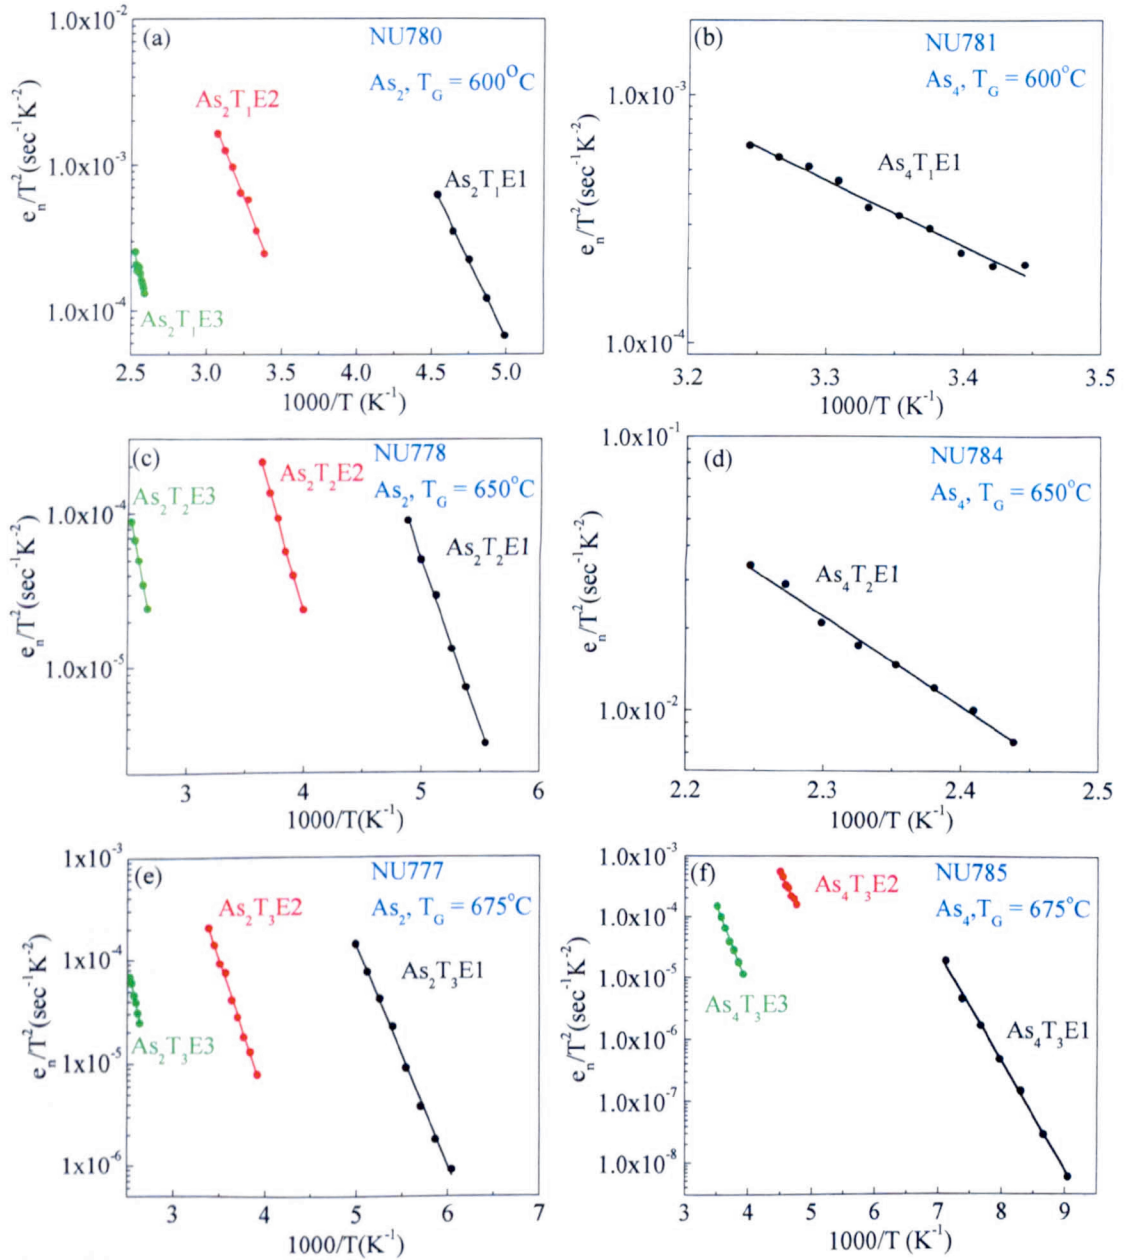 (a)
NU780
As₂, T_G = 600°C
As₂T₁E2
As₂T₁E1
As₂T₁E3
1.0x10⁻²
1.0x10⁻³
1.0x10⁻⁴
eₙ/T²(sec⁻¹K⁻²)
2.5 3.0 3.5 4.0 4.5 5.0
1000/T (K⁻¹)
(b)
NU781
As₄, T_G = 600°C
As₄T₁E1
1.0x10⁻³
1.0x10⁻⁴
eₙ/T²(sec⁻¹K⁻²)
3.2 3.3 3.4 3.5
1000/T (K⁻¹)
(c)
NU778
As₂, T_G = 650°C
As₂T₂E2
As₂T₂E3
As₂T₂E1
1.0x10⁻⁴
1.0x10⁻⁵
eₙ/T²(sec⁻¹K⁻²)
3 4 5 6
1000/T(K⁻¹)
(d)
NU784
As₄, T_G = 650°C
As₄T₂E1
1.0x10⁻¹
1.0x10⁻²
eₙ/T²(sec⁻¹K⁻²)
2.2 2.3 2.4 2.5
1000/T (K⁻¹)
(e)
NU777
As₂, T_G = 675°C
As₂T₃E2
As₂T₃E1
As₂T₃E3
1x10⁻³
1x10⁻⁴
1x10⁻⁵
1x10⁻⁶
eₙ/T²(sec⁻¹K⁻²)
3 4 5 6 7
1000/T(K⁻¹)
(f)
NU785
As₄,T_G = 675°C
As₄T₃E2
As₄T₃E3
As₄T₃E1
1.0x10⁻³
1.0x10⁻⁴
1.0x10⁻⁵
1.0x10⁻⁶
1.0x10⁻⁷
1.0x10⁻⁸
eₙ/T²(sec⁻¹K⁻²)
3 4 5 6 7 8 9
1000/T(K⁻¹)